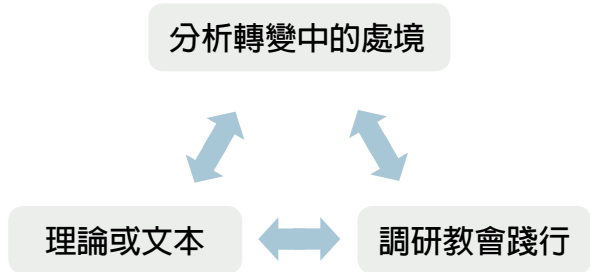 分析轉變中的處境
理論或文本
調研教會踐行